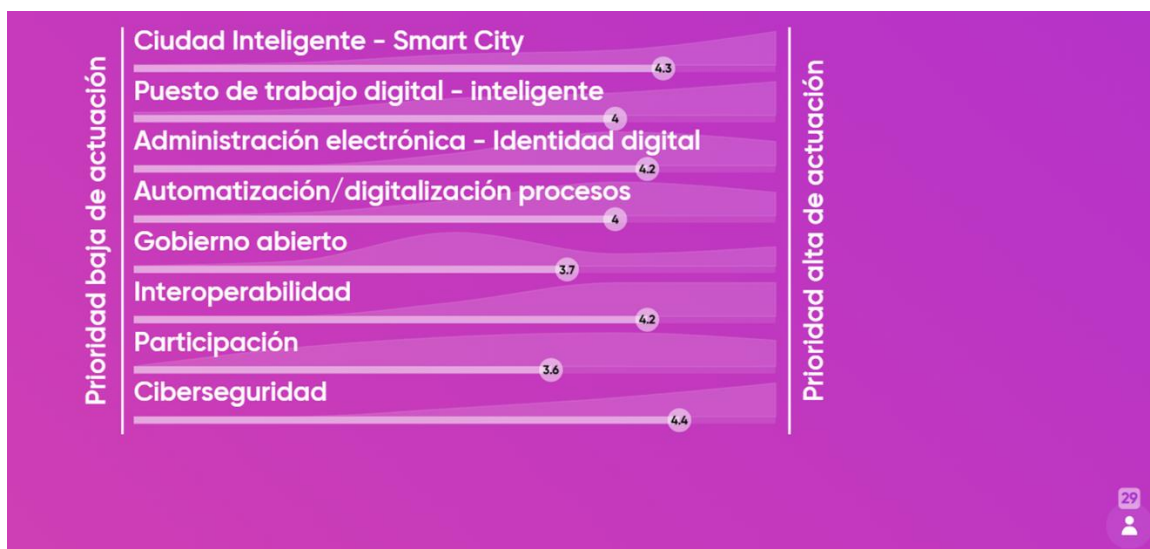 Prioridad baja de actuación
Ciudad Inteligente - Smart City
4.3
Puesto de trabajo digital - inteligente
4
Administración electrónica - Identidad digital
4.2
Automatización/digitalización procesos
4
Gobierno abierto
3.7
Interoperabilidad
4.2
Participación
3.6
Ciberseguridad
4.4
Prioridad alta de actuación
29